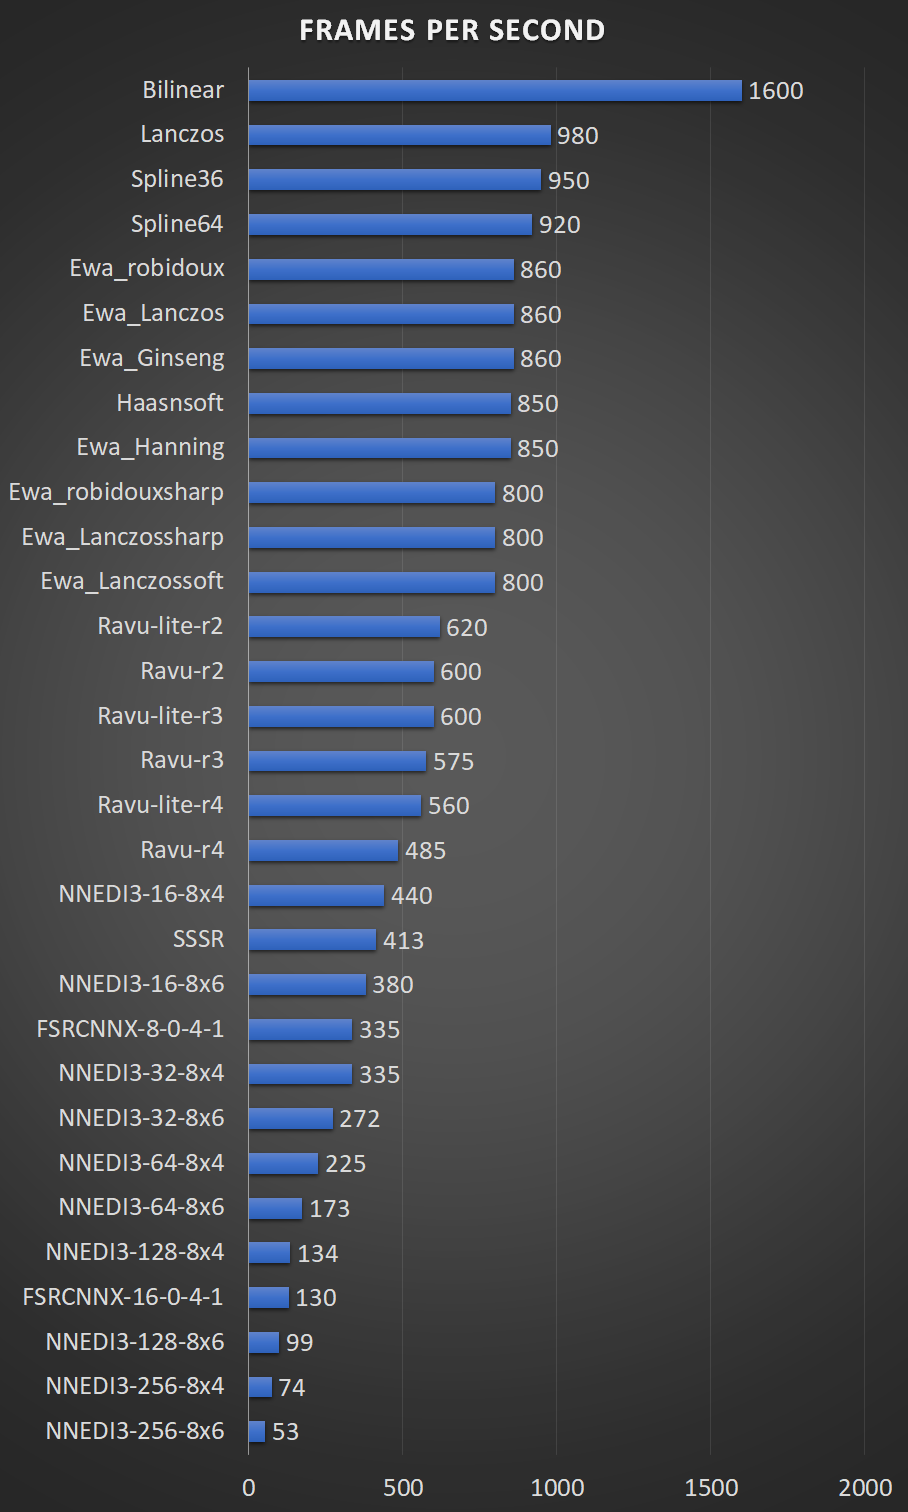 FRAMES PER SECOND
Bilinear 1600
Lanczos 980
Spline36 950
Spline64 920
Ewa_robidoux 860
Ewa_Lanczos 860
Ewa_Ginseng 860
Haasnsoft 850
Ewa_Hanning 850
Ewa_robidouxsharp 800
Ewa_Lanczossharp 800
Ewa_Lanczossoft 800
Ravu-lite-r2 620
Ravu-r2 600
Ravu-lite-r3 600
Ravu-r3 575
Ravu-lite-r4 560
Ravu-r4 485
NNEDI3-16-8x4 440
SSSR 413
NNEDI3-16-8x6 380
FSRCNNX-8-0-4-1 335
NNEDI3-32-8x4 335
NNEDI3-32-8x6 272
NNEDI3-64-8x4 225
NNEDI3-64-8x6 173
NNEDI3-128-8x4 134
FSRCNNX-16-0-4-1 130
NNEDI3-128-8x6 99
NNEDI3-256-8x4 74
NNEDI3-256-8x6 53
0 500 1000 1500 2000